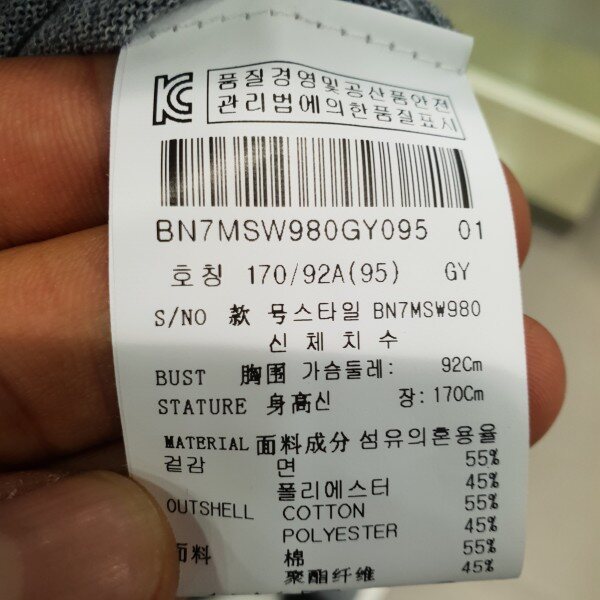 KC 품질경영및공산품안전
관리법에의한품질표시
BN7MSW980GY095 01
호칭 170/92A(95) GY
S/NO 款 号스타일 BN7MSW980
신체치수
BUST 胸围 가슴둘레: 92Cm
STATURE 身高신 장: 170Cm
MATERIAL 面料成分 섬유의혼용율
겉감 면 55%
폴리에스터 45%
OUTSHELL COTTON 55%
POLYESTER 45%
面料 棉 55%
聚酯纤维 45%